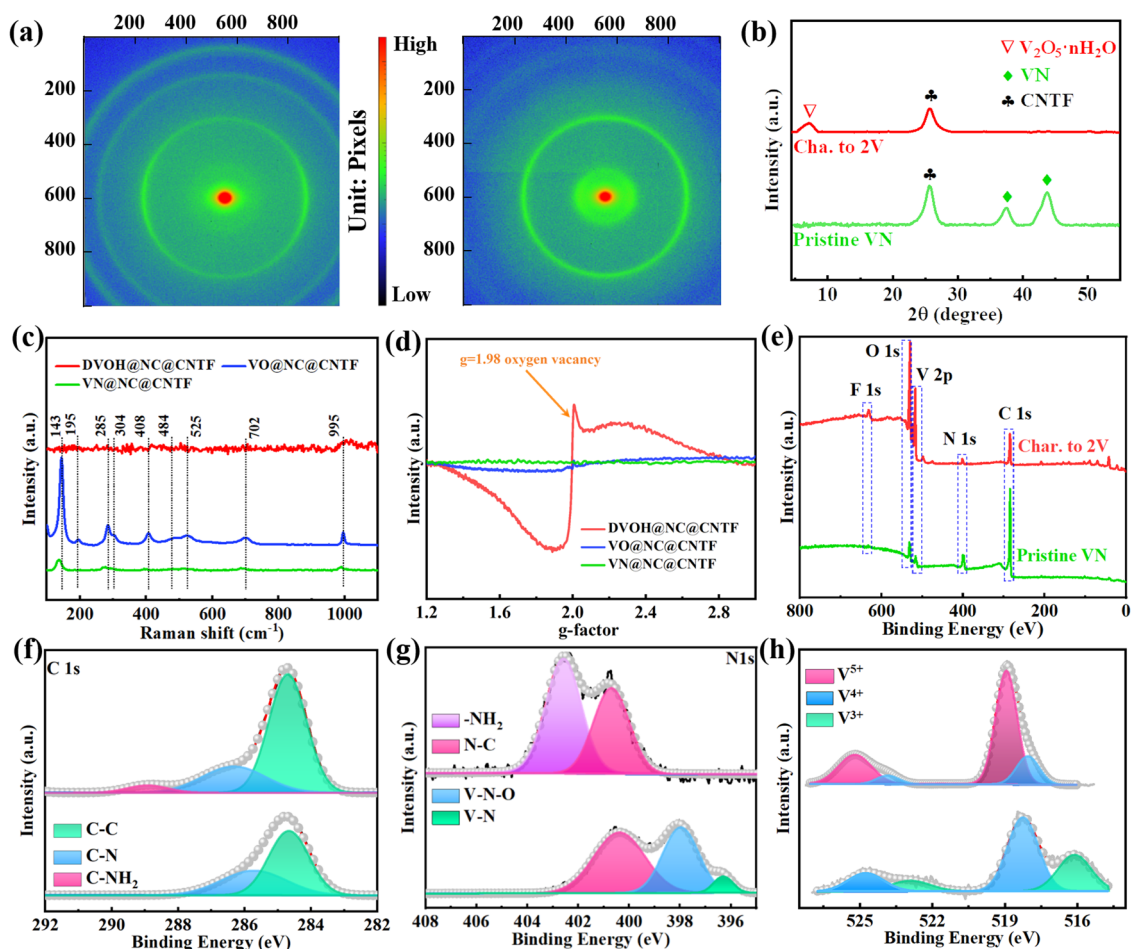 (a)
200 400 600 800
200
400
600
800
High
Unit: Pixels
Low
200 400 600 800
(b)
V₂O₅·nH₂O
VN
CNTF
Cha. to 2V
Pristine VN
Intensity (a.u.)
10 20 30 40 50
2θ (degree)
(c)
DVOH@NC@CNTF
VO@NC@CNTF
VN@NC@CNTF
143 195 285 304 408 484 525 702 995
Intensity (a.u.)
200 400 600 800 1000
Raman shift (cm⁻¹)
(d)
g=1.98 oxygen vacancy
DVOH@NC@CNTF
VO@NC@CNTF
VN@NC@CNTF
Intensity (a.u.)
1.2 1.6 2.0 2.4 2.8
g-factor
(e)
O 1s
V 2p
F 1s
N 1s
C 1s
Char. to 2V
Pristine VN
Intensity (a.u.)
800 600 400 200 0
Binding Energy (eV)
(f)
C 1s
C-C
C-N
C-NH₂
Intensity (a.u.)
292 290 288 286 284 282
Binding Energy (eV)
(g)
N1s
-NH₂
N-C
V-N-O
V-N
Intensity (a.u.)
408 406 404 402 400 398 396
Binding Energy (eV)
(h)
V⁵⁺
V⁴⁺
V³⁺
Intensity (a.u.)
525 522 519 516
Binding Energy (eV)